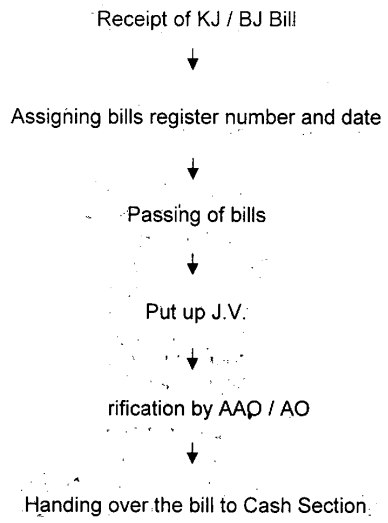 Receipt of KJ / BJ Bill
Assigning bills register number and date
Passing of bills
Put up J.V.
rification by AAO / AO
Handing over the bill to Cash Section